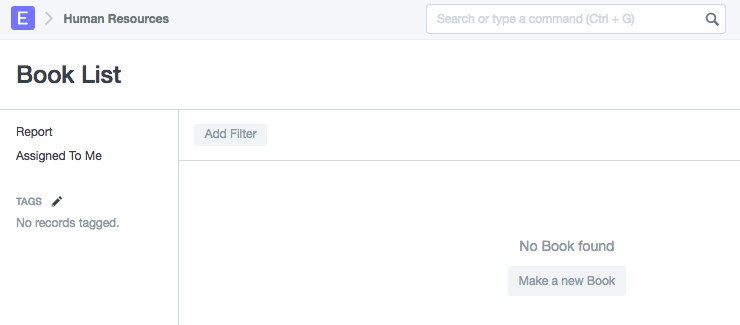 E Human Resources
Search or type a command (Ctrl + G)
Book List
Report
Assigned To Me
TAGS
No records tagged.
Add Filter
No Book found
Make a new Book